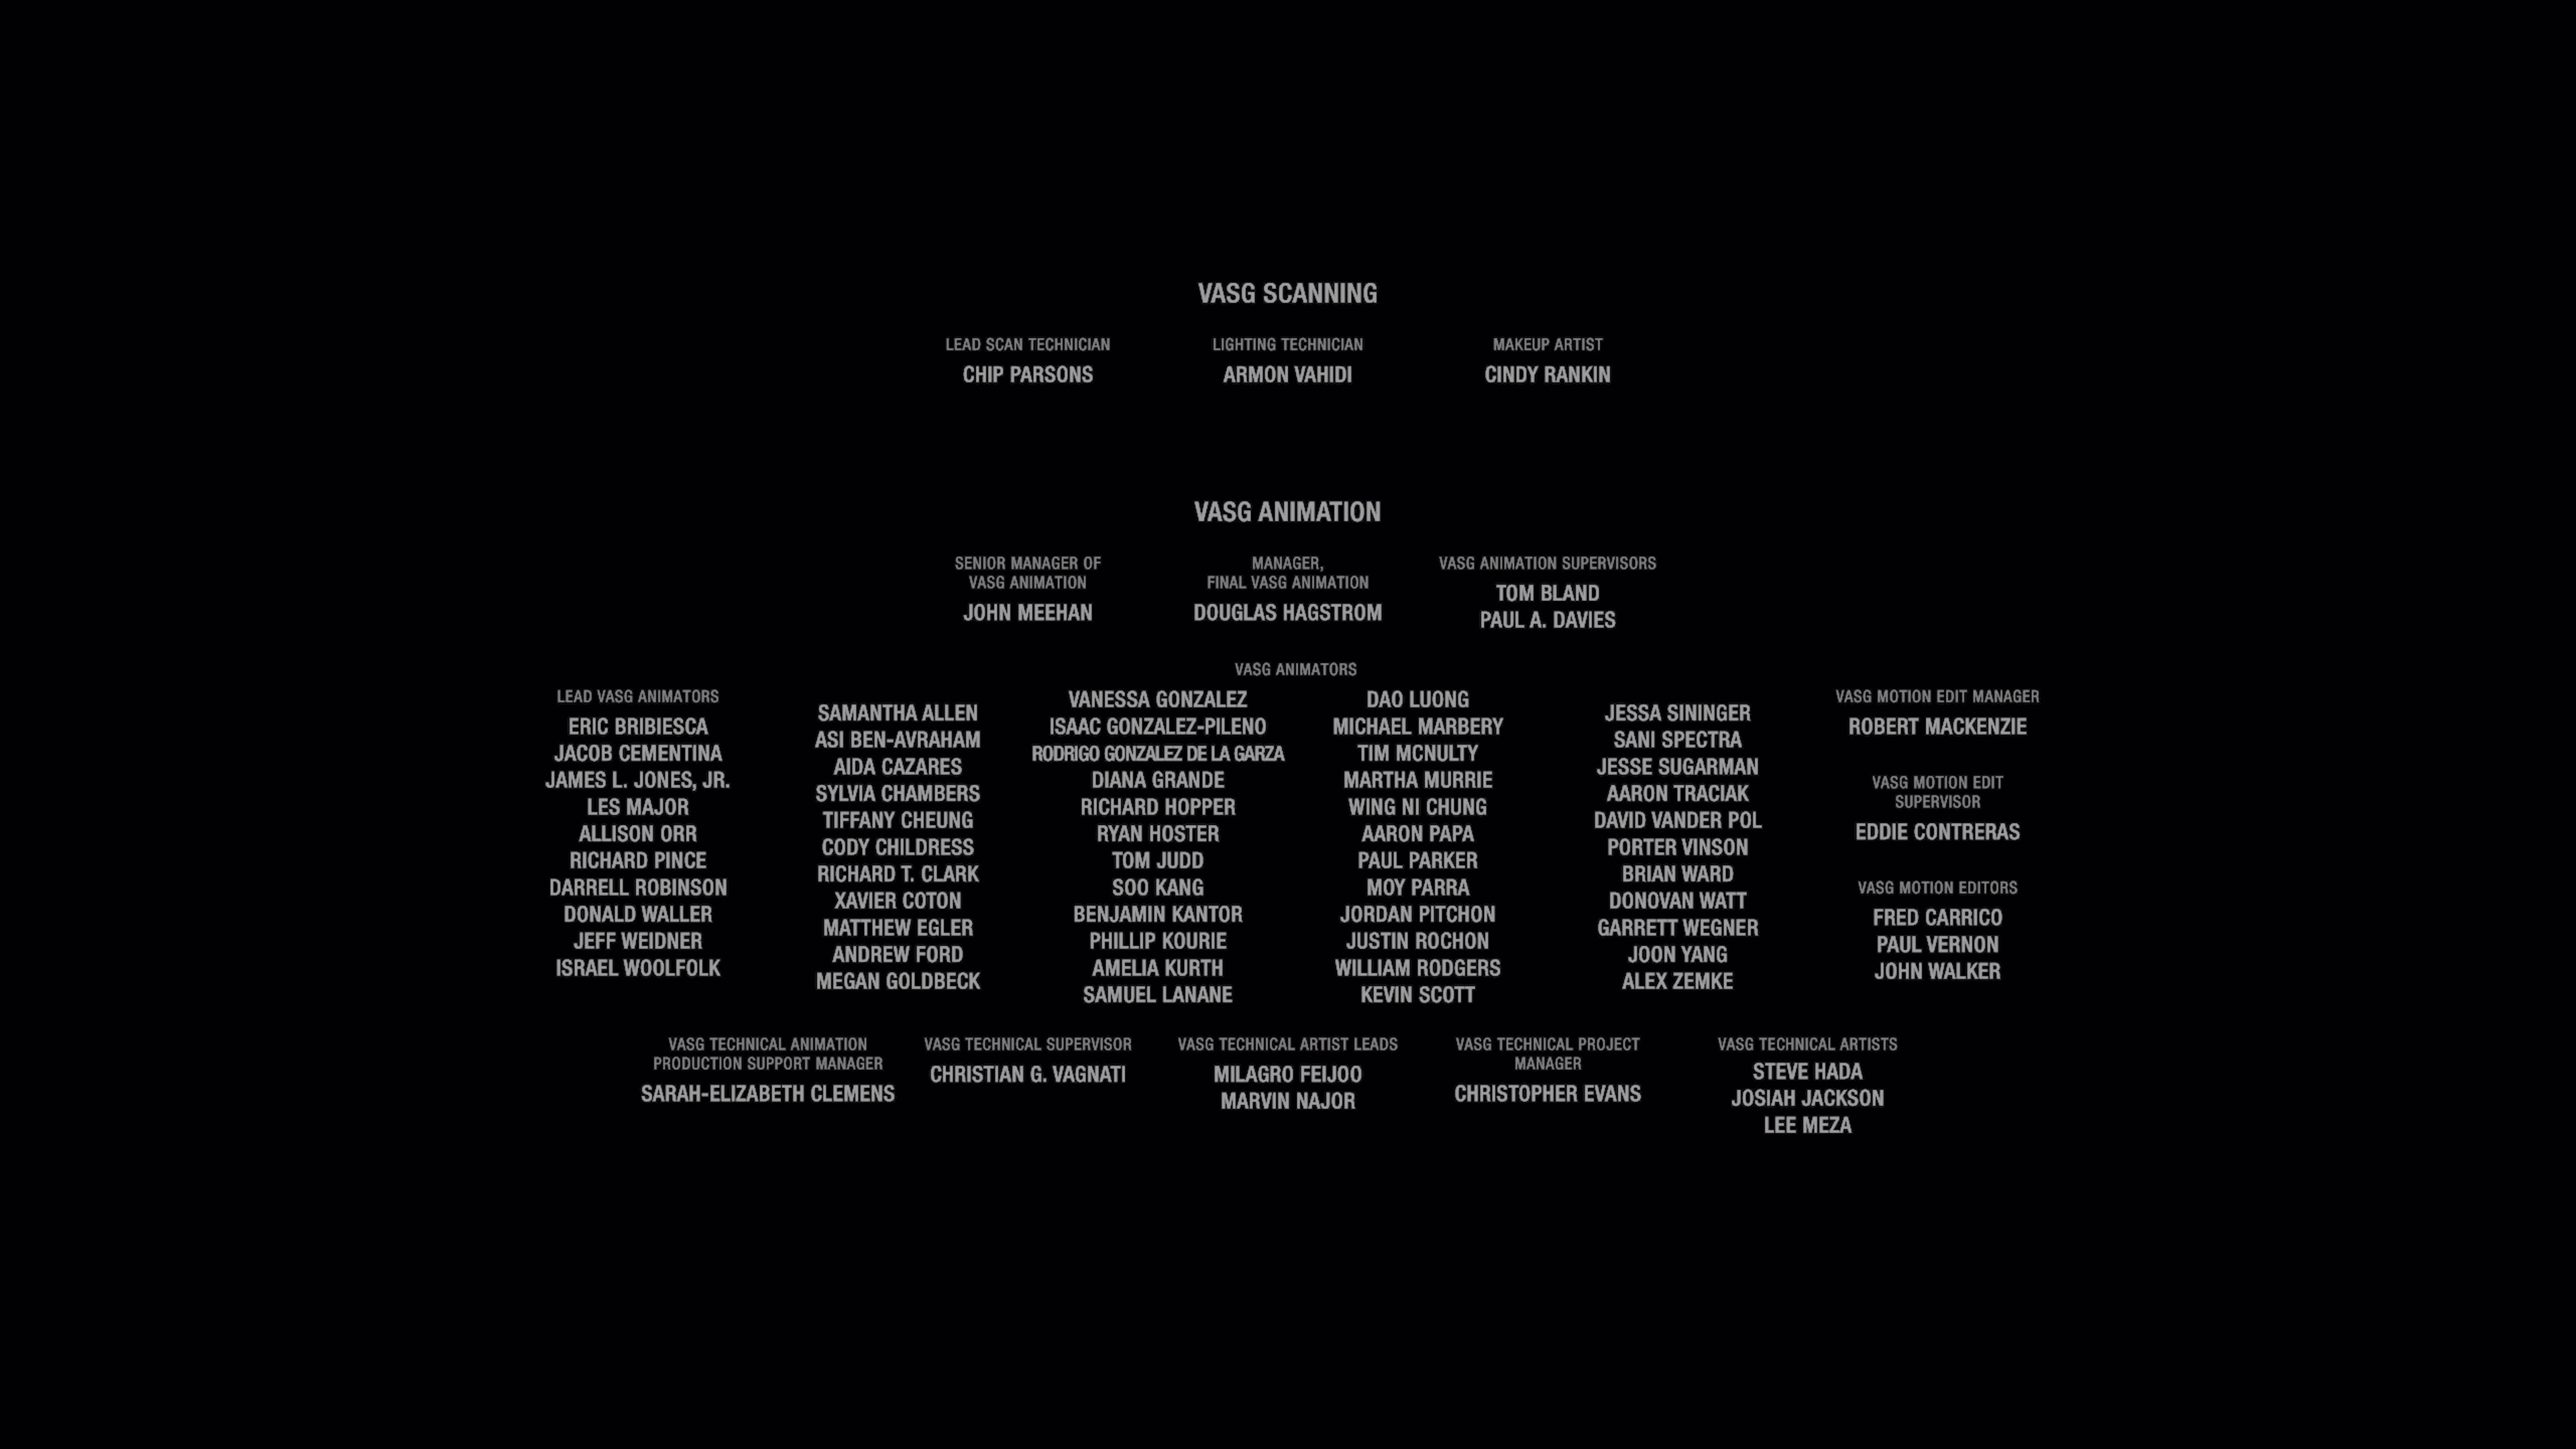 VASG SCANNING
LEAD SCAN TECHNICIAN
CHIP PARSONS
LIGHTING TECHNICIAN
ARMON VAHIDI
MAKEUP ARTIST
CINDY RANKIN
VASG ANIMATION
SENIOR MANAGER OF
VASG ANIMATION
JOHN MEEHAN
MANAGER,
FINAL VASG ANIMATION
DOUGLAS HAGSTROM
VASG ANIMATION SUPERVISORS
TOM BLAND
PAUL A. DAVIES
LEAD VASG ANIMATORS
ERIC BRIBIESCA
JACOB CEMENTINA
JAMES L. JONES, JR.
LES MAJOR
ALLISON ORR
RICHARD PINCE
DARRELL ROBINSON
DONALD WALLER
JEFF WEIDNER
ISRAEL WOOLFOLK
VASG ANIMATORS
SAMANTHA ALLEN
ASI BEN-AVRAHAM
AIDA CAZARES
SYLVIA CHAMBERS
TIFFANY CHEUNG
CODY CHILDRESS
RICHARD T. CLARK
XAVIER COTON
MATTHEW EGLER
ANDREW FORD
MEGAN GOLDBECK
VANESSA GONZALEZ
ISAAC GONZALEZ-PILENO
RODRIGO GONZALEZ DE LA GARZA
DIANA GRANDE
RICHARD HOPPER
RYAN HOSTER
TOM JUDD
SOO KANG
BENJAMIN KANTOR
PHILLIP KOURIE
AMELIA KURTH
SAMUEL LANANE
DAO LUONG
MICHAEL MARBERY
TIM MCNULTY
MARTHA MURRIE
WING NI CHUNG
AARON PAPA
PAUL PARKER
MOY PARRA
JORDAN PITCHON
JUSTIN ROCHON
WILLIAM RODGERS
KEVIN SCOTT
JESSA SININGER
SANI SPECTRA
JESSE SUGARMAN
AARON TRACIAK
DAVID VANDER POL
PORTER VINSON
BRIAN WARD
DONOVAN WATT
GARRETT WEGNER
JOON YANG
ALEX ZEMKE
VASG MOTION EDIT MANAGER
ROBERT MACKENZIE
VASG MOTION EDIT
SUPERVISOR
EDDIE CONTRERAS
VASG MOTION EDITORS
FRED CARRICO
PAUL VERNON
JOHN WALKER
VASG TECHNICAL ANIMATION
PRODUCTION SUPPORT MANAGER
SARAH-ELIZABETH CLEMENS
VASG TECHNICAL SUPERVISOR
CHRISTIAN G. VAGNATI
VASG TECHNICAL ARTIST LEADS
MILAGRO FEIJOO
MARVIN NAJOR
VASG TECHNICAL PROJECT
MANAGER
CHRISTOPHER EVANS
VASG TECHNICAL ARTISTS
STEVE HADA
JOSIAH JACKSON
LEE MEZA